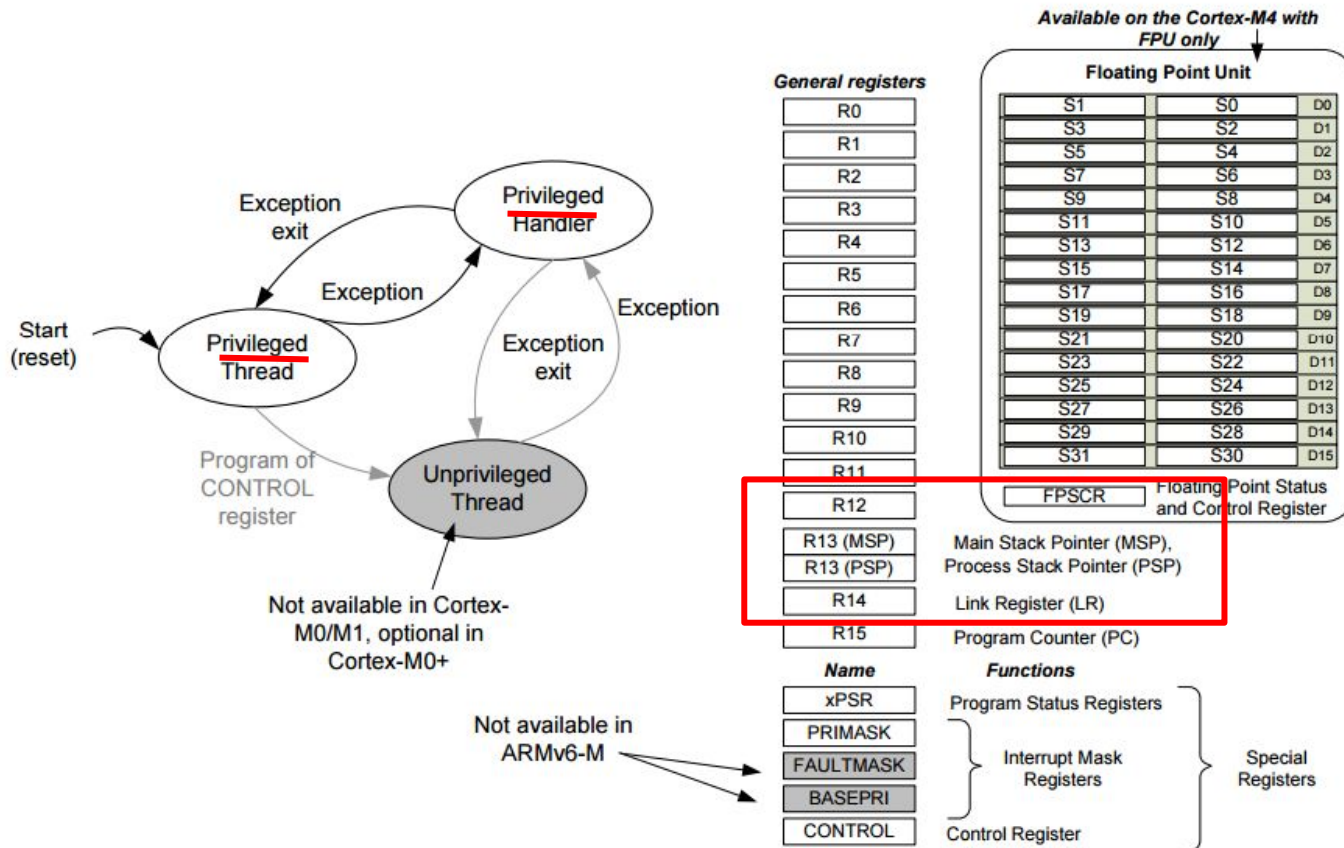 Privileged
Handler
Exception
exit
Exception
Start
(reset)
Privileged
Thread
Exception
Exception
exit
Program of
CONTROL
register
Unprivileged
Thread
Not available in Cortex-
M0/M1, optional in
Cortex-M0+
Available on the Cortex-M4 with
FPU only
Floating Point Unit
S1 S0 D0
S3 S2 D1
S5 S4 D2
S7 S6 D3
S9 S8 D4
S11 S10 D5
S13 S12 D6
S15 S14 D7
S17 S16 D8
S19 S18 D9
S21 S20 D10
S23 S22 D11
S25 S24 D12
S27 S26 D13
S29 S28 D14
S31 S30 D15
FPSCR Floating Point Status
and Control Register
General registers
R0
R1
R2
R3
R4
R5
R6
R7
R8
R9
R10
R11
R12
R13 (MSP) Main Stack Pointer (MSP),
R13 (PSP) Process Stack Pointer (PSP)
R14 Link Register (LR)
R15 Program Counter (PC)
Name Functions
xPSR Program Status Registers
PRIMASK
FAULTMASK
BASEPRI
Interrupt Mask
Registers
CONTROL Control Register
Special
Registers
Not available in
ARMv6-M